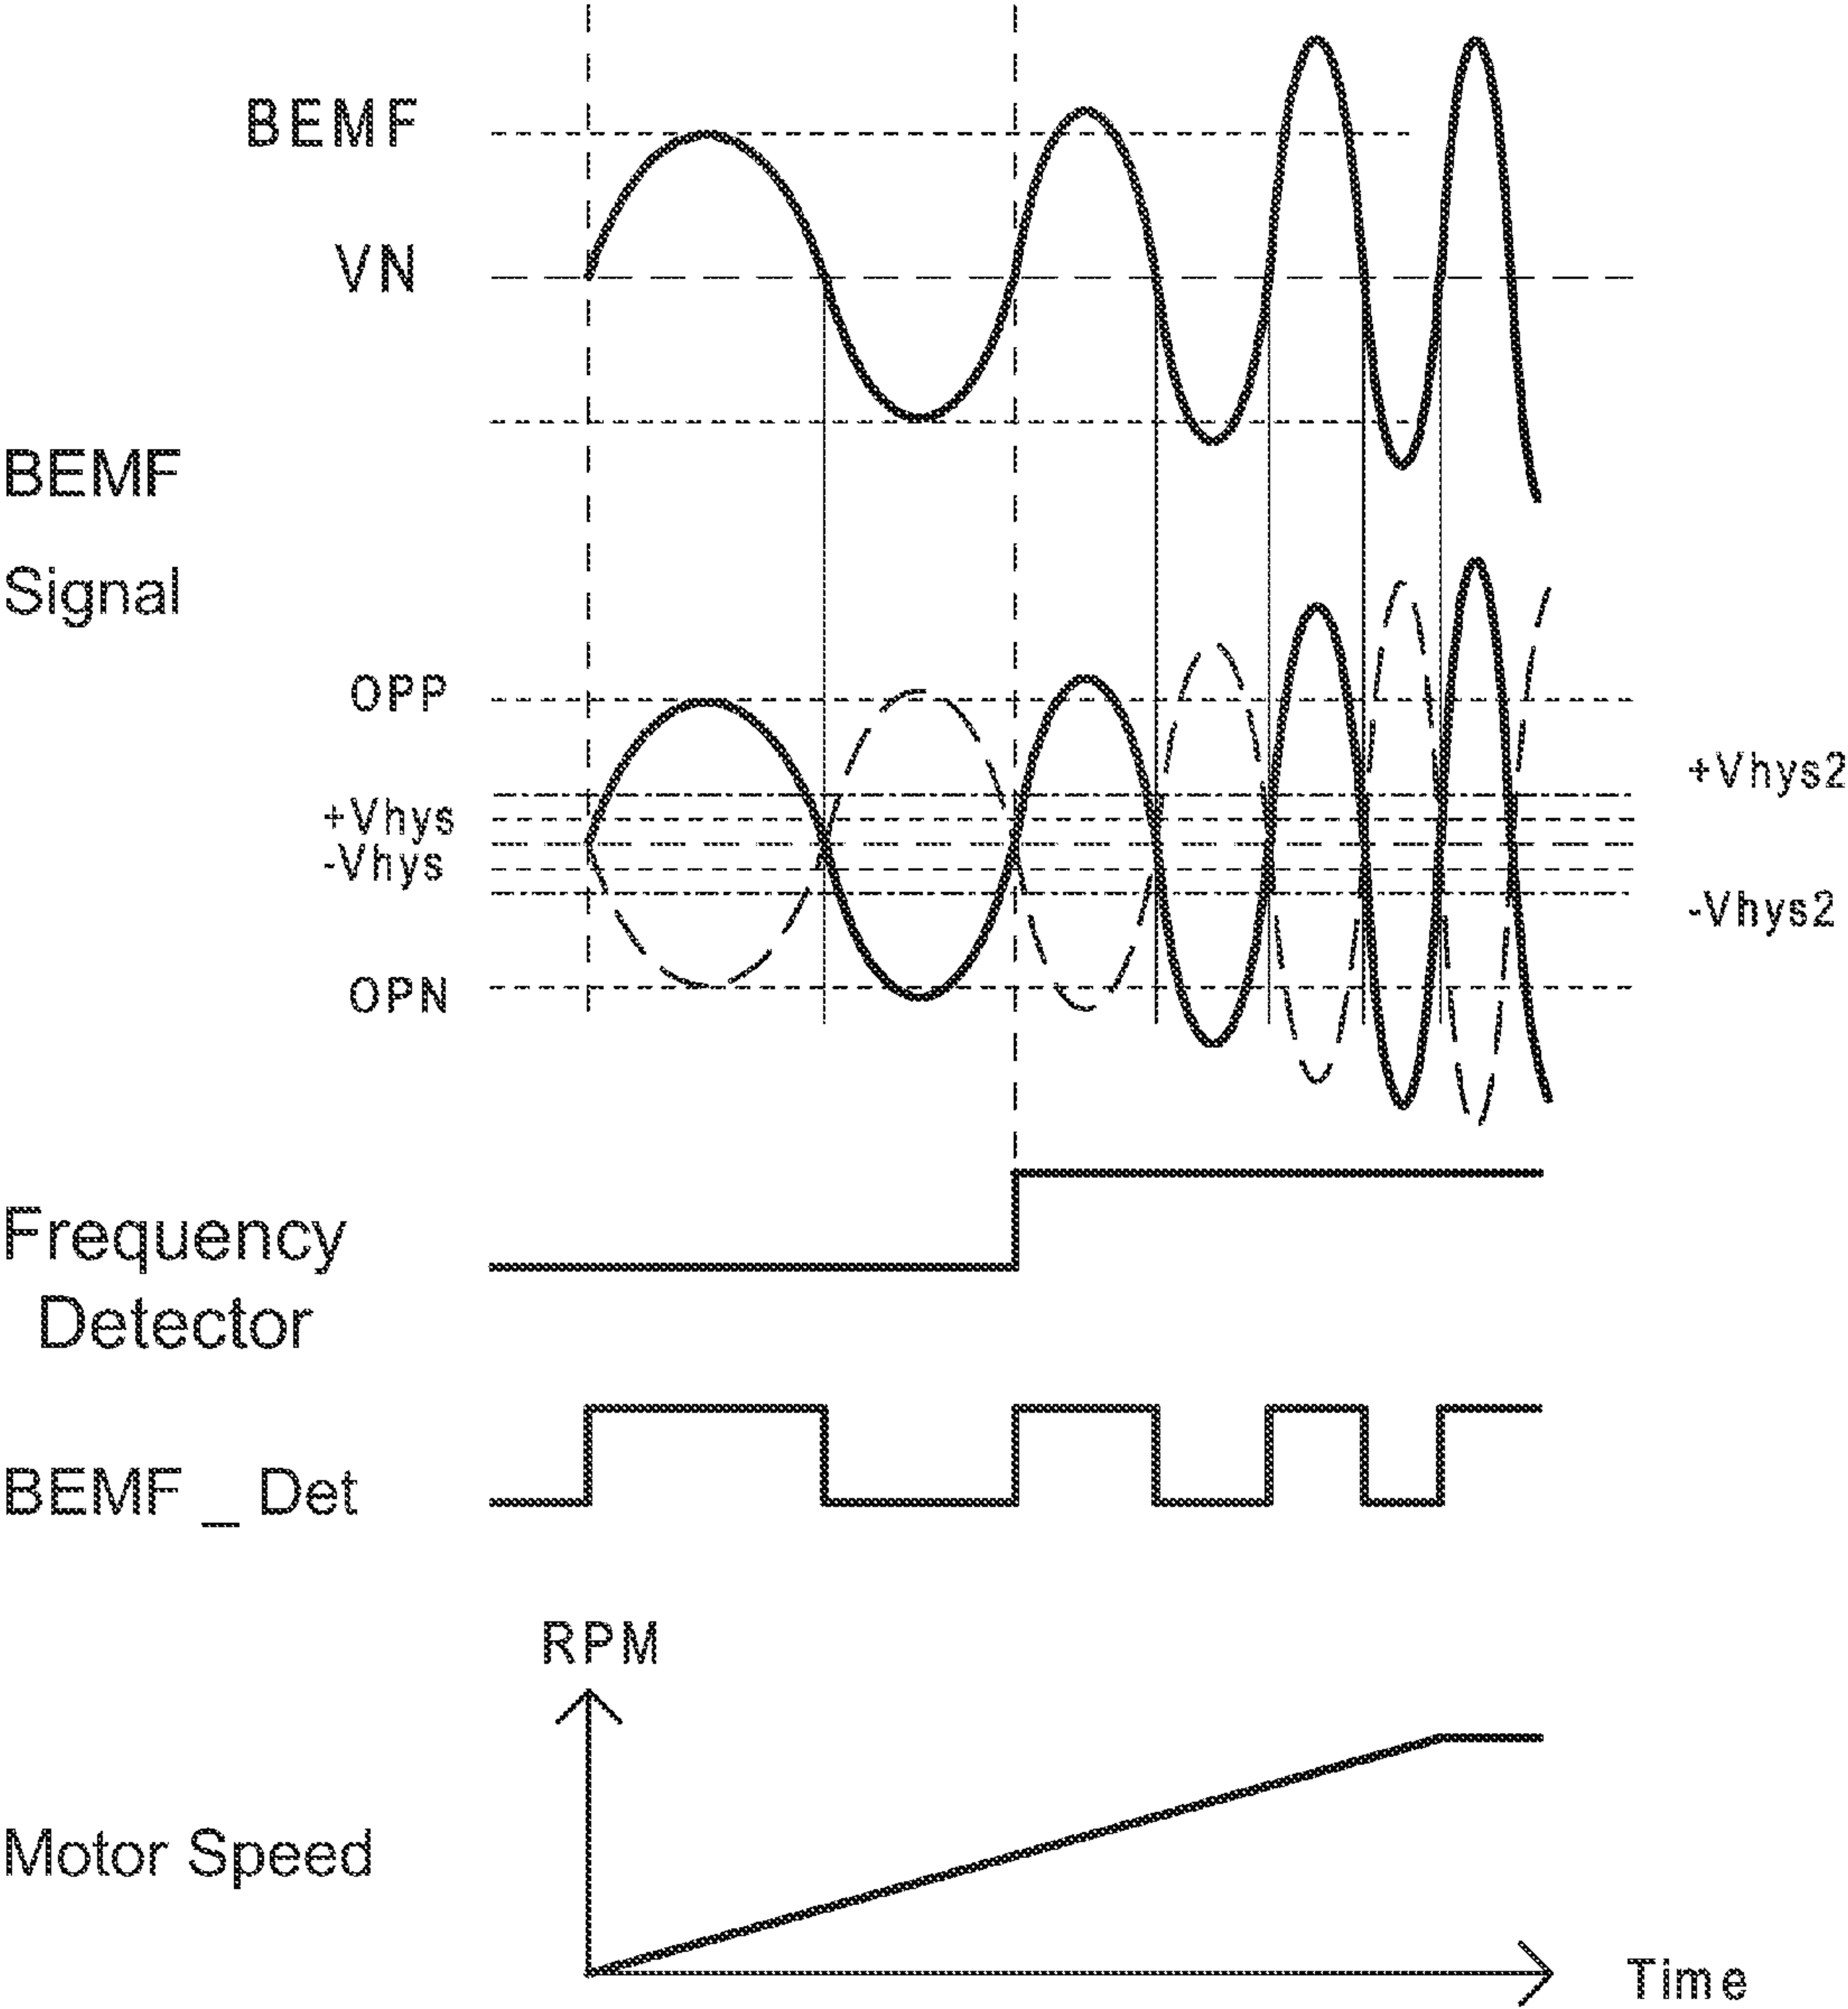 BEMF
VN
BEMF
Signal
OPP
+Vhys2
+Vhys
-Vhys
-Vhys2
OPN
Frequency
Detector
BEMF _ Det
RPM
Motor Speed
Time